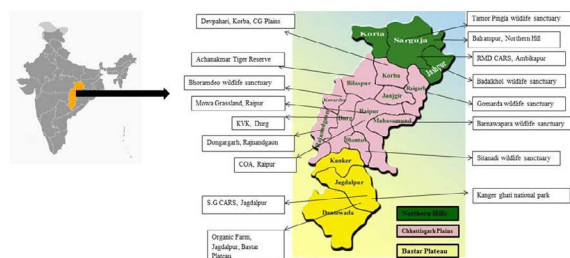 Devpahari, Korba, CG Plains
Achanakmar Tiger Reserve
Bhoramdeo wildlife sanctuary
Mowa Grassland, Raipur
KVK, Durg
Dongargarh, Rajnandgaon
COA, Raipur
S.G CARS, Jagdalpur
Organic Farm,
Jagdalpur, Bastar
Plateau
Koria
Sarguja
Jashpur
Korba
Bilaspur
Raigarh
Janjgir
Kawardha
Raipur
Durg
Mahasamund
Rajnandgaon
Dhamtari
Kanker
Jagdalpur
Dantewada
Northern Hills
Chhattisgarh Plains
Bastar Plateau
Tamor Pingla wildlife sanctuary
Balrampur, Northern Hill
RMD CARS, Ambikapur
Badalkhol wildlife sanctuary
Gomarda wildlife sanctuary
Barnawapara wildlife sanctuary
Sitanadi wildlife sanctuary
Kanger ghati national park